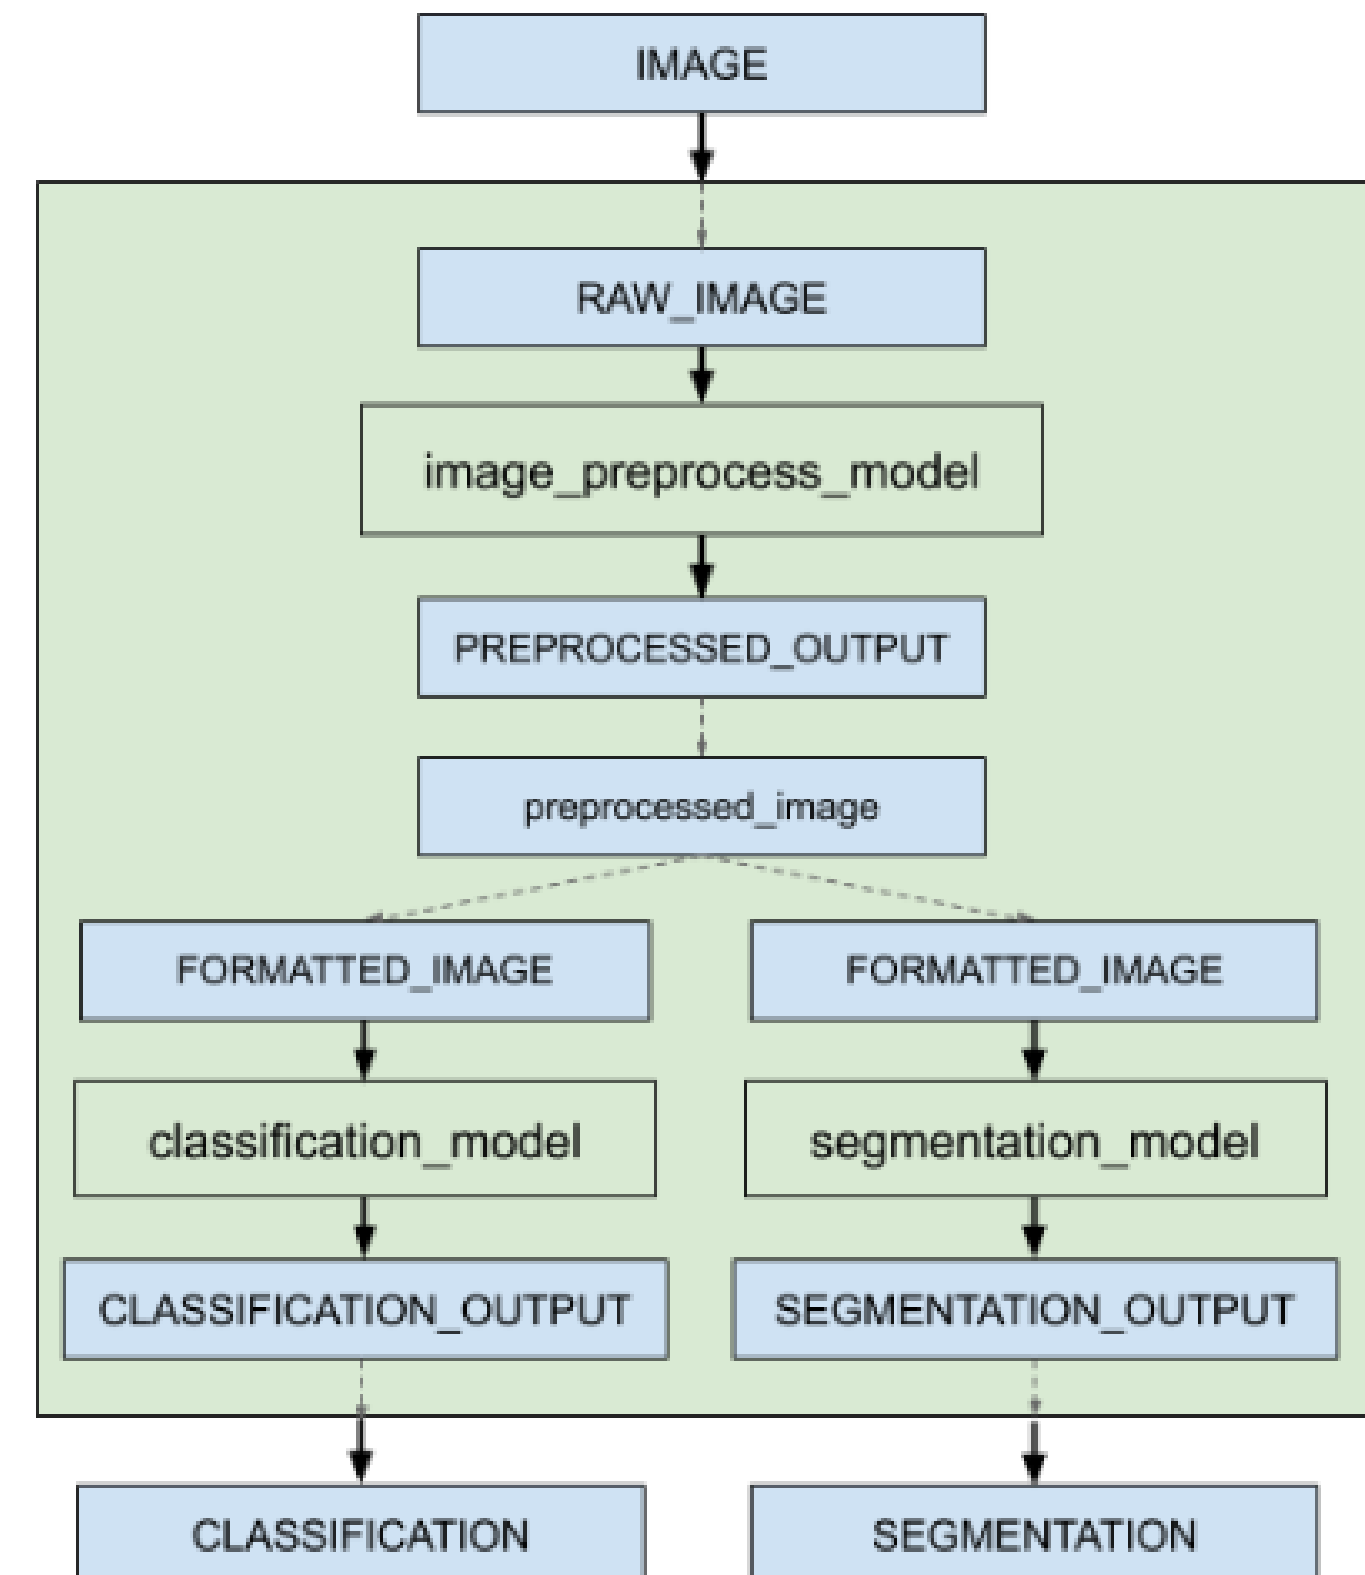 IMAGE
RAW_IMAGE
image_preprocess_model
PREPROCESSED_OUTPUT
preprocessed_image
FORMATTED_IMAGE
FORMATTED_IMAGE
classification_model
segmentation_model
CLASSIFICATION_OUTPUT
SEGMENTATION_OUTPUT
CLASSIFICATION
SEGMENTATION